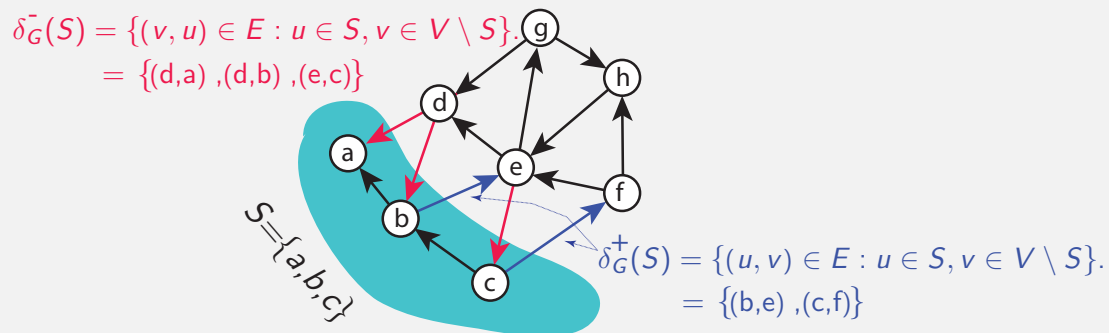 δ⁻_G(S) = {(v, u) ∈ E : u ∈ S, v ∈ V \ S}.
= {(d,a) ,(d,b) ,(e,c)}
g
h
d
a
e
b
f
c
S={a,b,c}
δ⁺_G(S) = {(u, v) ∈ E : u ∈ S, v ∈ V \ S}.
= {(b,e) ,(c,f)}